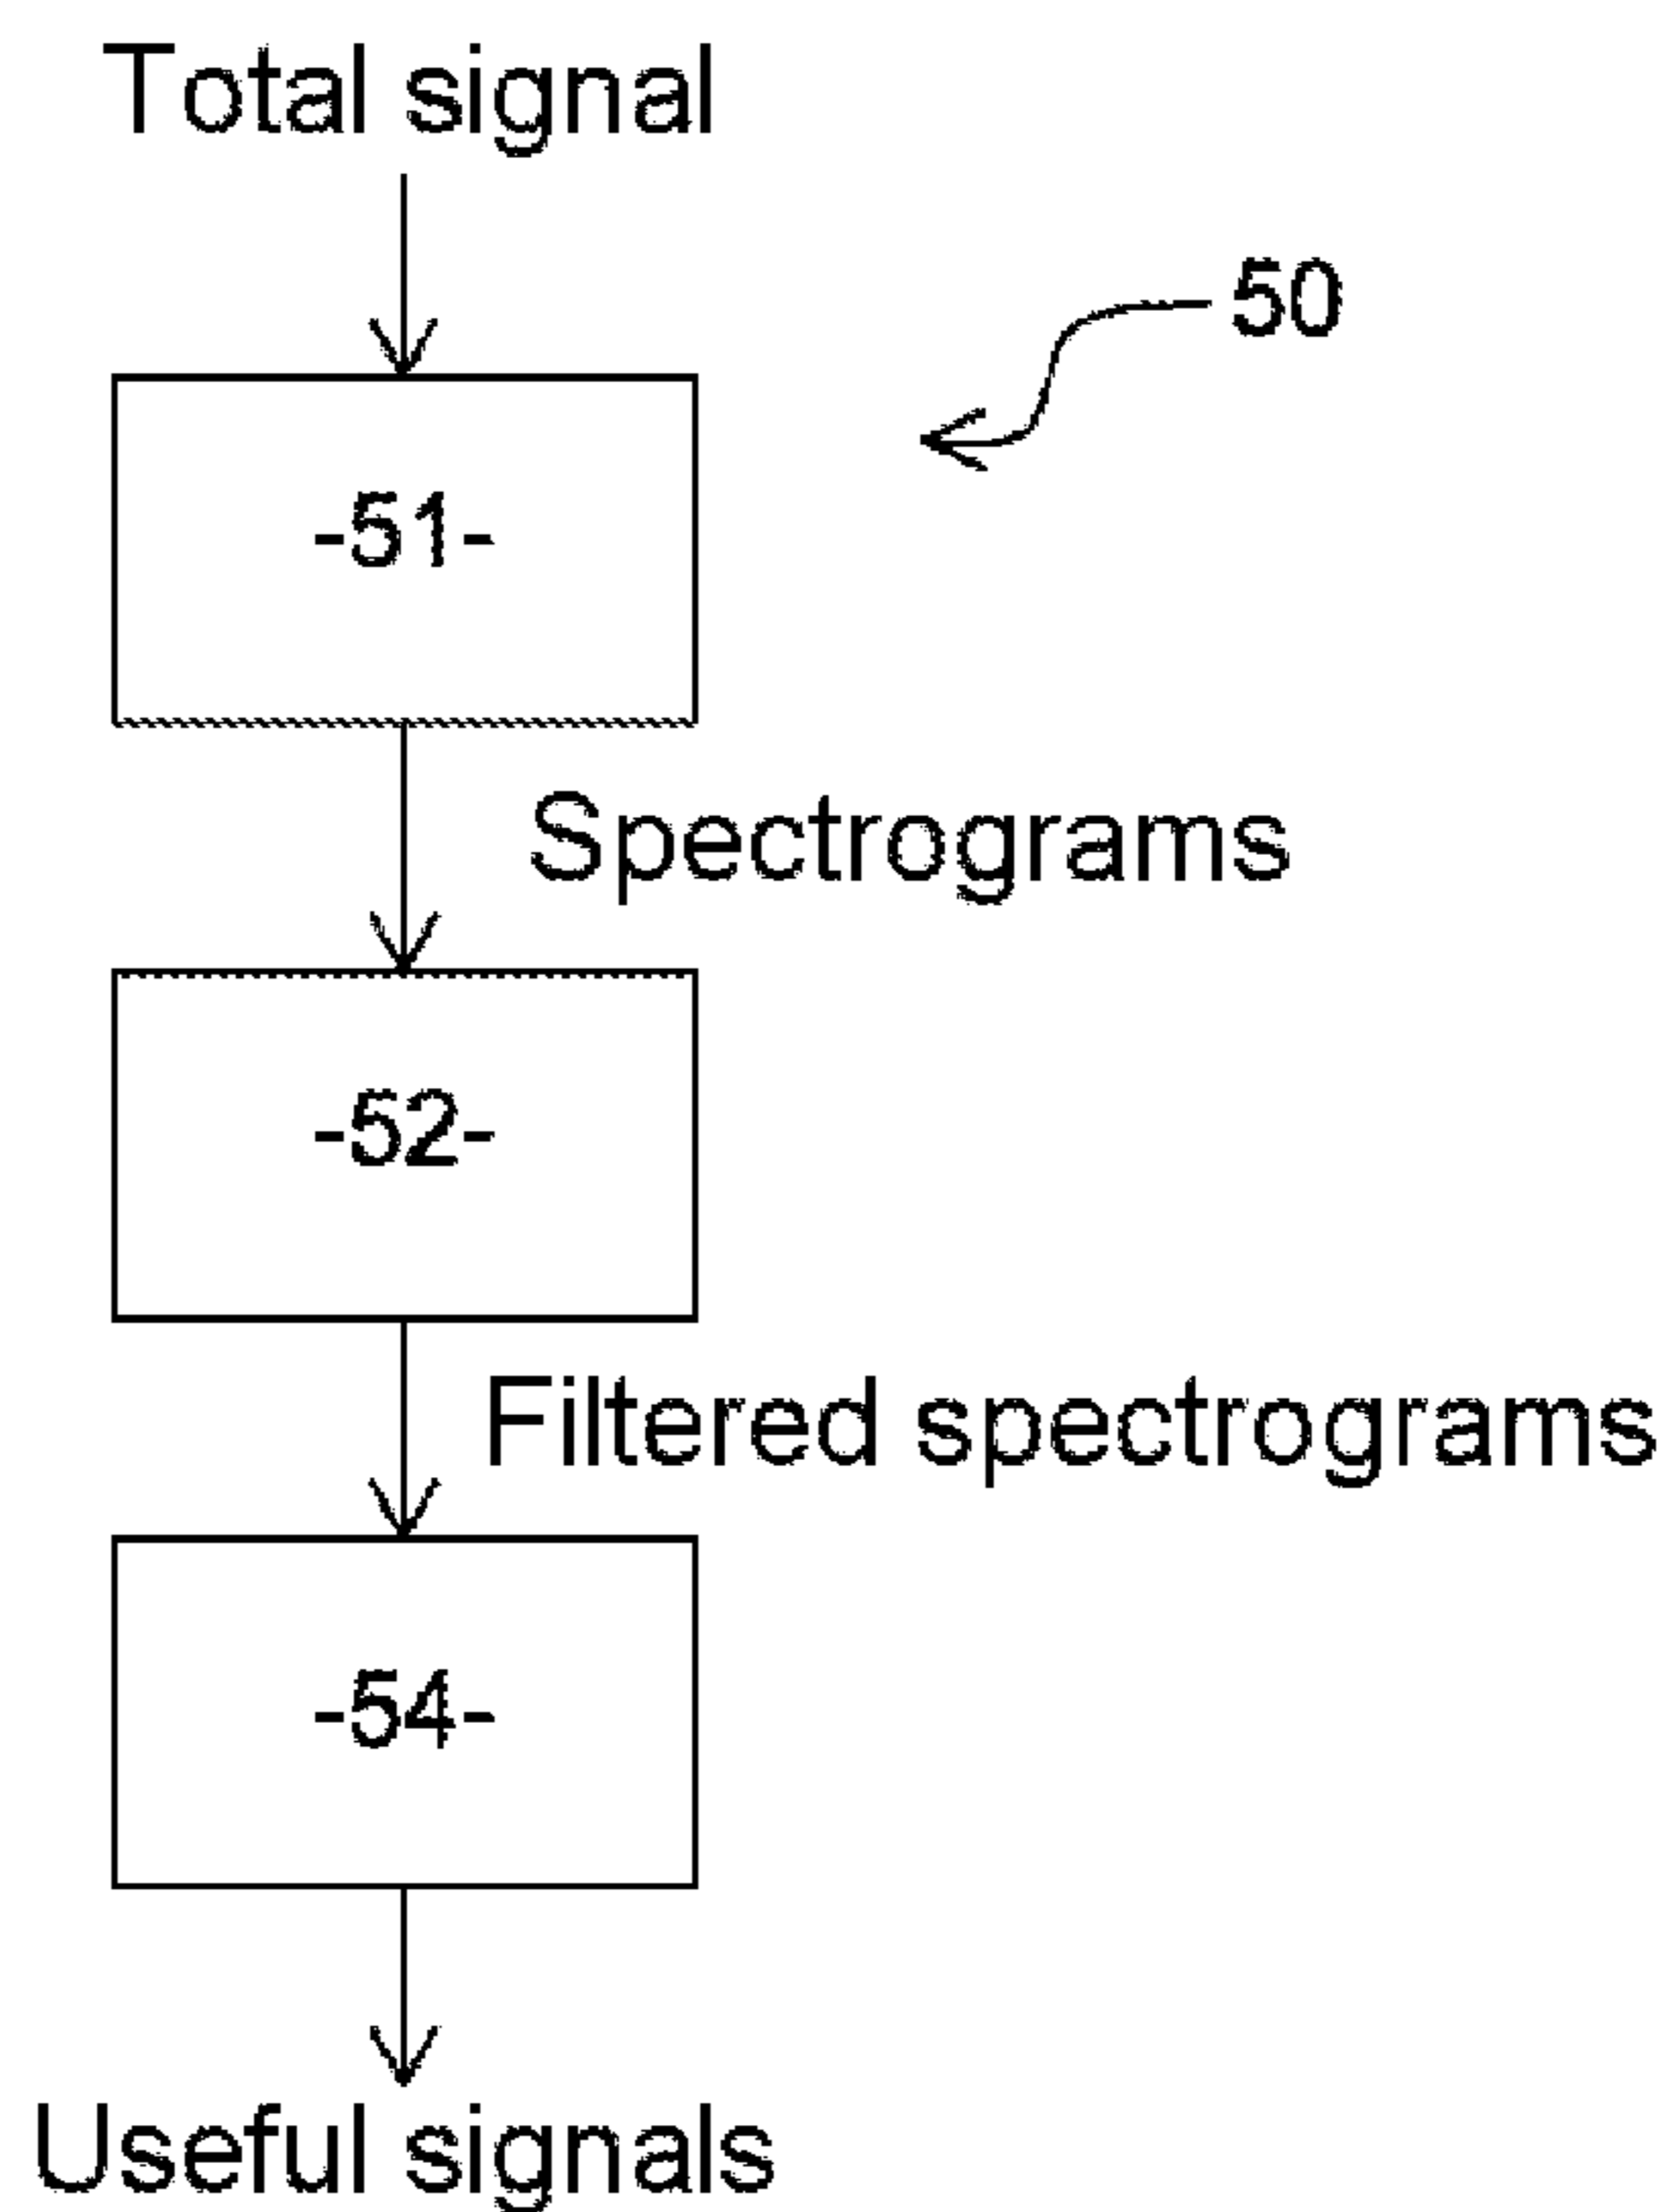 Total signal
50
-51-
Spectrograms
-52-
Filtered spectrograms
-54-
Useful signals